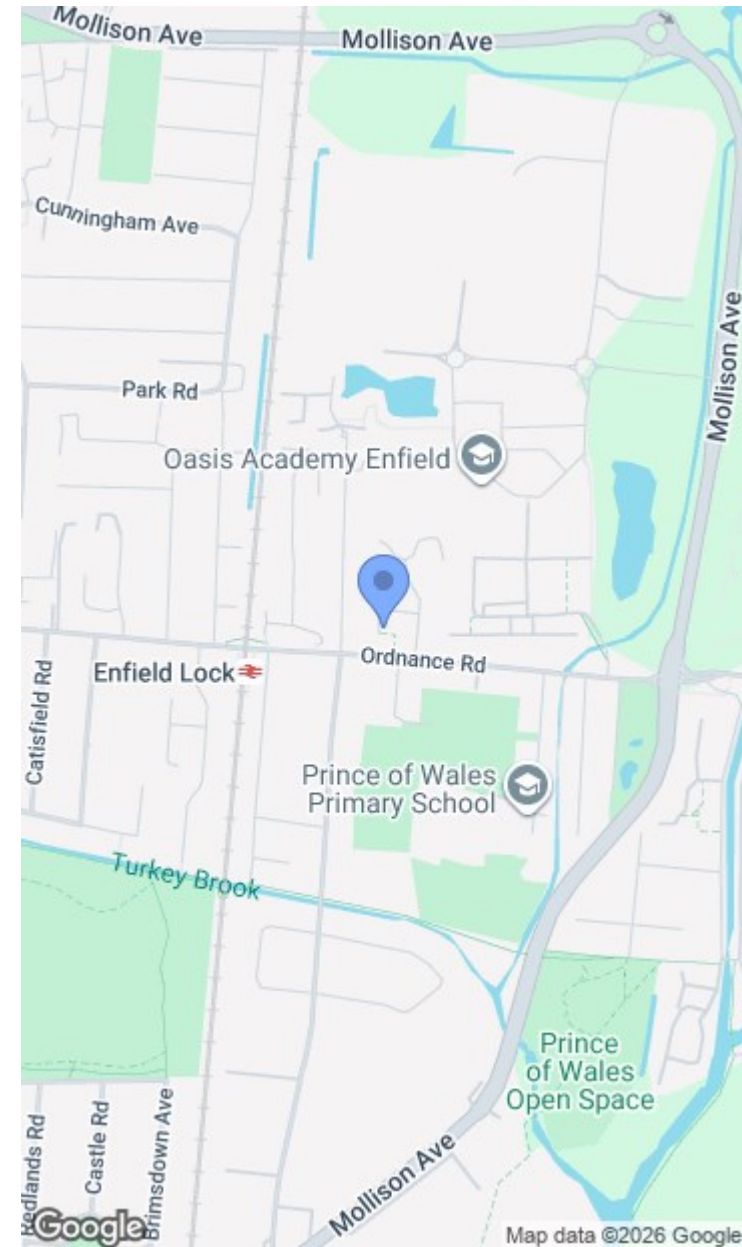 Mollison Ave
Mollison Ave
Cunningham Ave
Mollison Ave
Park Rd
Oasis Academy Enfield
Ordnance Rd
Enfield Lock
Catisfield Rd
Prince of Wales
Primary School
Turkey Brook
Prince
of Wales
Open Space
Redlands Rd
Castle Rd
Brimsdown Ave
Mollison Ave
Google
Map data ©2026 Google